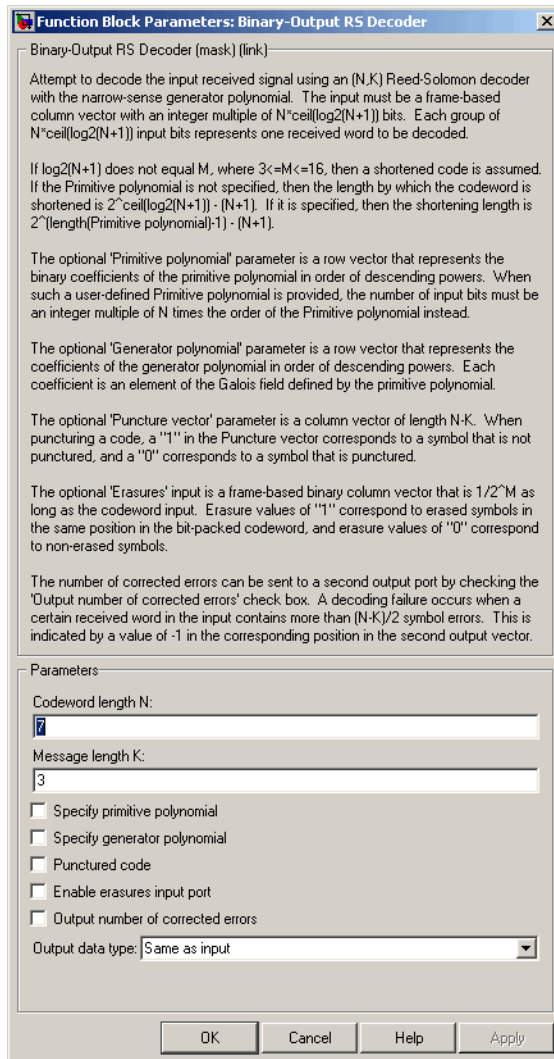 Function Block Parameters: Binary-Output RS Decoder
Binary-Output RS Decoder (mask) (link)
Attempt to decode the input received signal using an (N,K) Reed-Solomon decoder
with the narrow-sense generator polynomial.  The input must be a frame-based
column vector with an integer multiple of N*ceil(log2(N+1)) bits.  Each group of
N*ceil(log2(N+1)) input bits represents one received word to be decoded.
If log2(N+1) does not equal M, where 3<=M<=16, then a shortened code is assumed.
If the Primitive polynomial is not specified, then the length by which the codeword is
shortened is 2^ceil(log2(N+1)) - (N+1).  If it is specified, then the shortening length is
2^(length(Primitive polynomial)-1) - (N+1).
The optional 'Primitive polynomial' parameter is a row vector that represents the
binary coefficients of the primitive polynomial in order of descending powers.  When
such a user-defined Primitive polynomial is provided, the number of input bits must be
an integer multiple of N times the order of the Primitive polynomial instead.
The optional 'Generator polynomial' parameter is a row vector that represents the
coefficients of the generator polynomial in order of descending powers.  Each
coefficient is an element of the Galois field defined by the primitive polynomial.
The optional 'Puncture vector' parameter is a column vector of length N-K.  When
puncturing a code, a "1" in the Puncture vector corresponds to a symbol that is not
punctured, and a "0" corresponds to a symbol that is punctured.
The optional 'Erasures' input is a frame-based binary column vector that is 1/2^M as
long as the codeword input.  Erasure values of "1" correspond to erased symbols in
the same position in the bit-packed codeword, and erasure values of "0" correspond
to non-erased symbols.
The number of corrected errors can be sent to a second output port by checking the
'Output number of corrected errors' check box.  A decoding failure occurs when a
certain received word in the input contains more than (N-K)/2 symbol errors.  This is
indicated by a value of -1 in the corresponding position in the second output vector.
Parameters
Codeword length N:
7
Message length K:
3
Specify primitive polynomial
Specify generator polynomial
Punctured code
Enable erasures input port
Output number of corrected errors
Output data type: Same as input
OK Cancel Help Apply